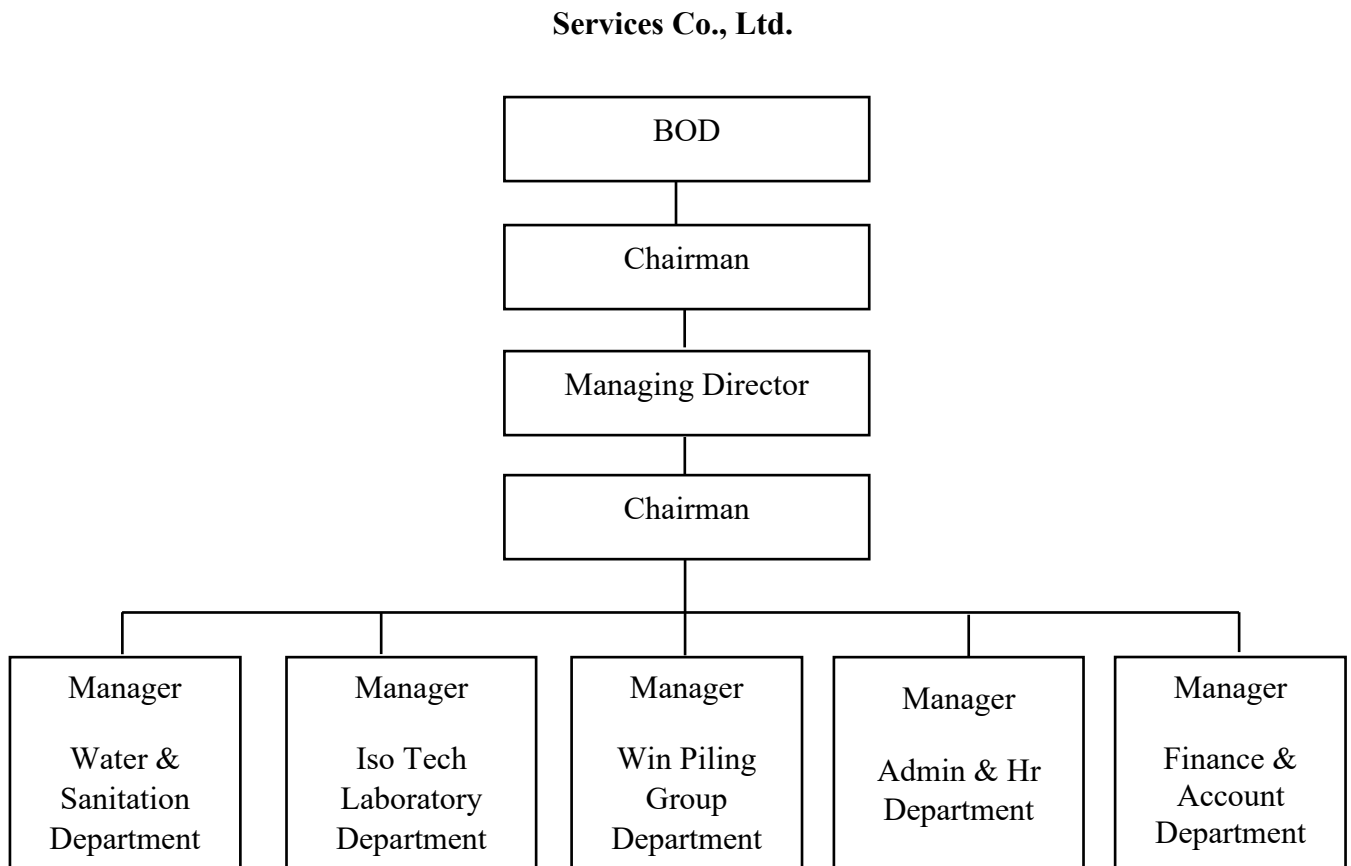 Services Co., Ltd.
BOD
Chairman
Managing Director
Chairman
Manager
Water &
Sanitation
Department
Manager
Iso Tech
Laboratory
Department
Manager
Win Piling
Group
Department
Manager
Admin & Hr
Department
Manager
Finance &
Account
Department